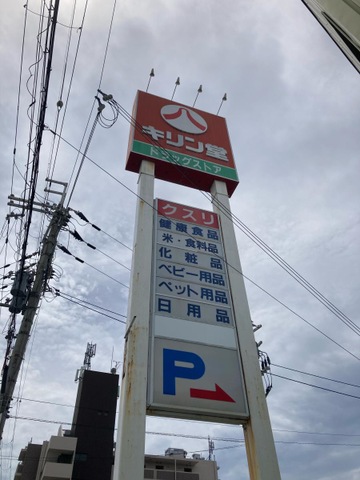 キリン堂
ドラッグストア
クスリ
健康食品
米・食料品
化粧品
ベビー用品
ペット用品
日用品
P